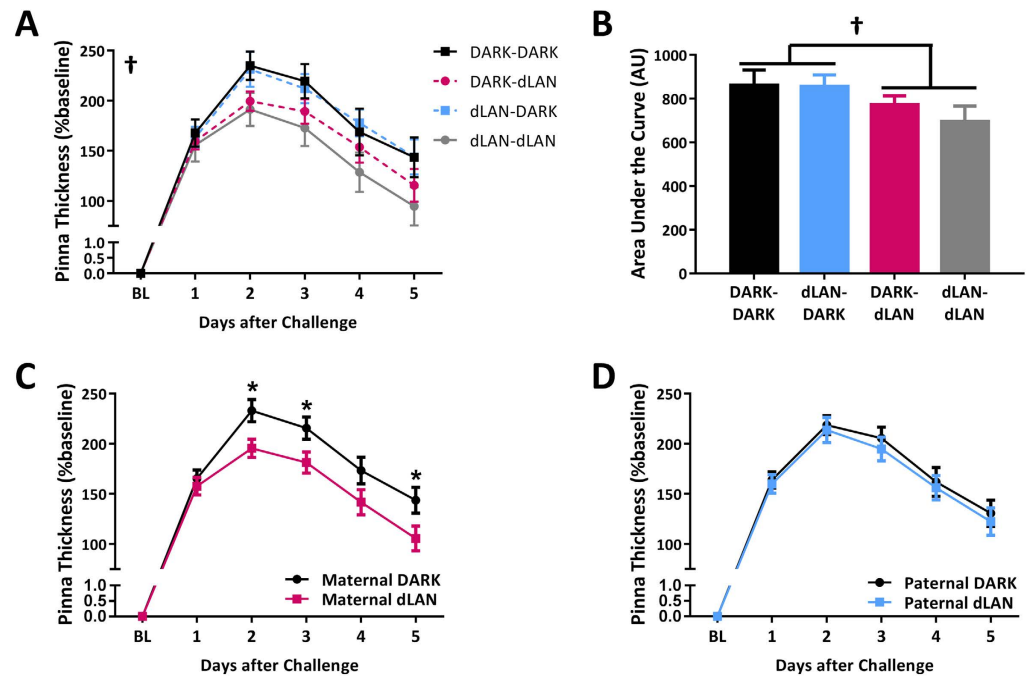 A
Pinna Thickness (%baseline)
250
200
150
100
1.0
0.5
0.0
†
BL 1 2 3 4 5
Days after Challenge
DARK-DARK
DARK-dLAN
dLAN-DARK
dLAN-dLAN
B
Area Under the Curve (AU)
1000
800
600
400
200
0
†
DARK- dLAN- DARK- dLAN-
DARK DARK dLAN dLAN
C
Pinna Thickness (%baseline)
250
200
150
100
1.0
0.5
0.0
* * *
Maternal DARK
Maternal dLAN
BL 1 2 3 4 5
Days after Challenge
D
Pinna Thickness (%baseline)
250
200
150
100
1.0
0.5
0.0
Paternal DARK
Paternal dLAN
BL 1 2 3 4 5
Days after Challenge